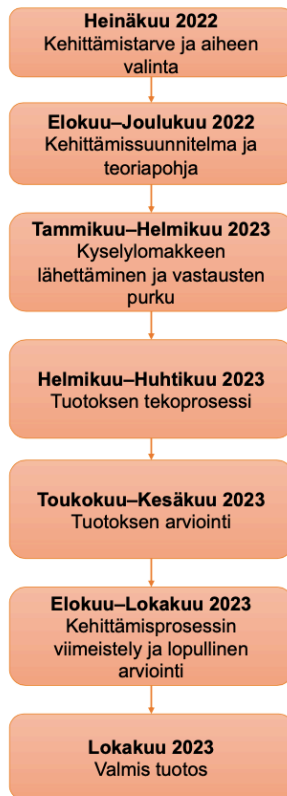 Heinäkuu 2022
Kehittämistarve ja aiheen
valinta
Elokuu–Joulukuu 2022
Kehittämissuunnitelma ja
teoriapohja
Tammikuu–Helmikuu 2023
Kyselylomakkeen
lähettäminen ja vastausten
purku
Helmikuu–Huhtikuu 2023
Tuotoksen tekoprosessi
Toukokuu–Kesäkuu 2023
Tuotoksen arviointi
Elokuu–Lokakuu 2023
Kehittämisprosessin
viimeistely ja lopullinen
arviointi
Lokakuu 2023
Valmis tuotos